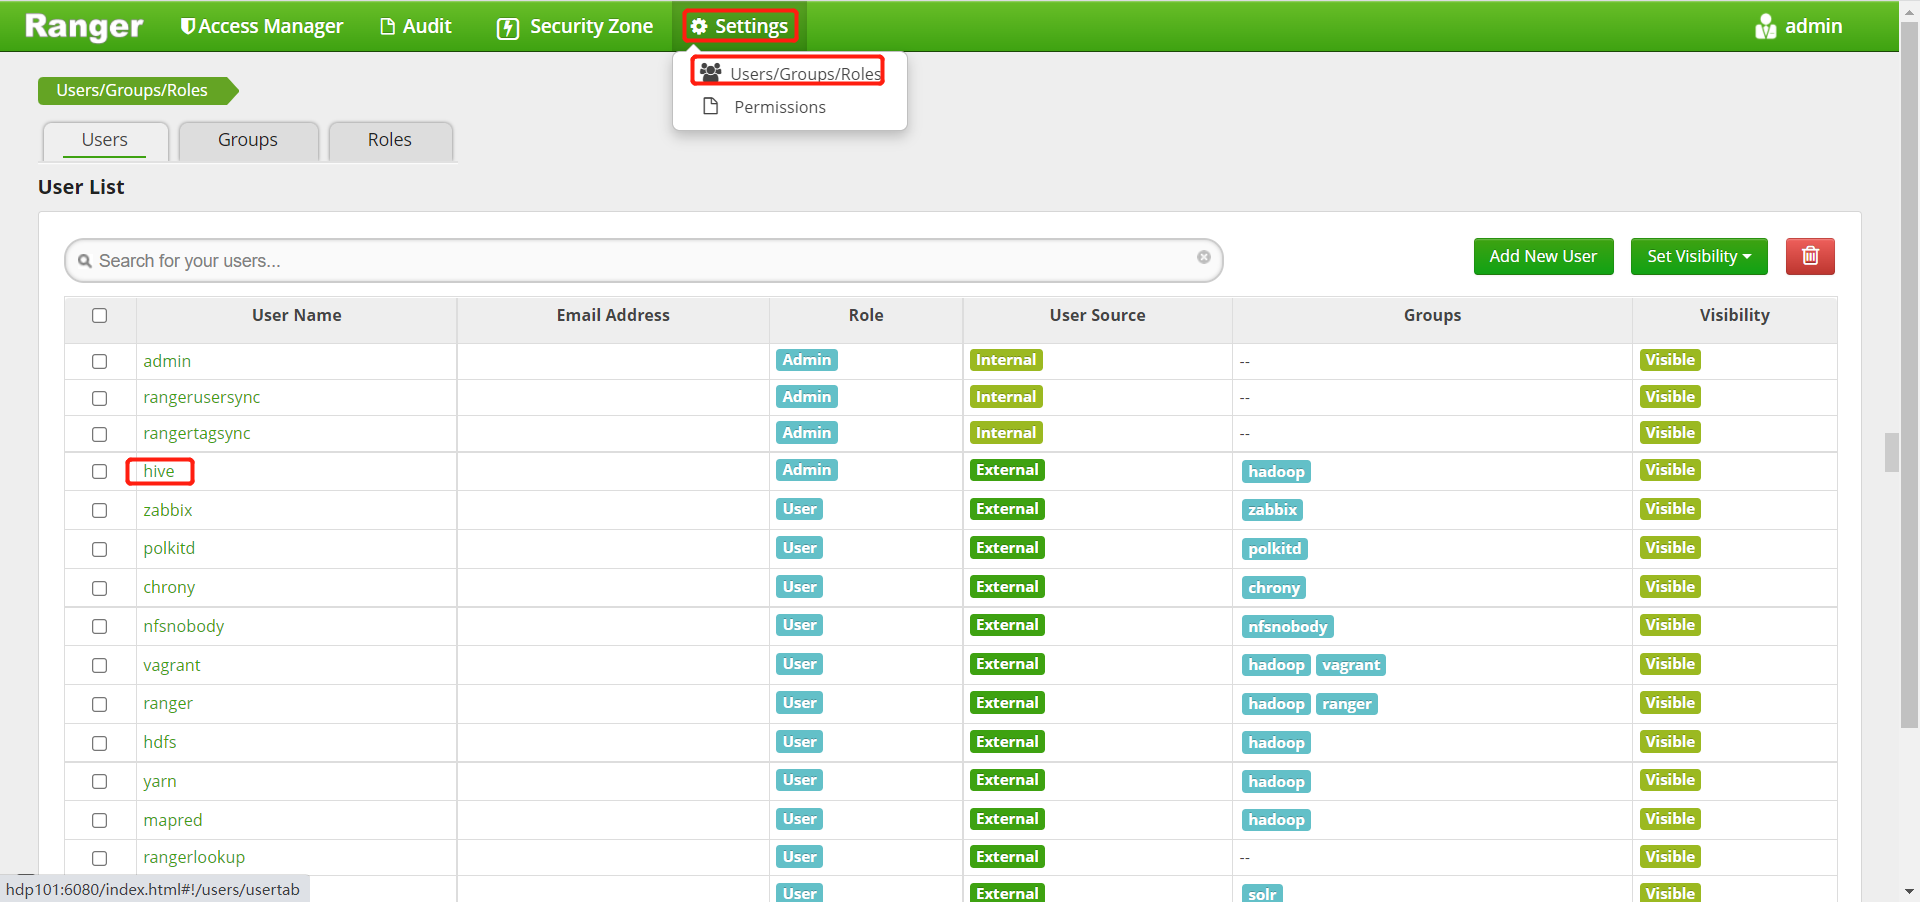 Ranger Access Manager Audit Security Zone Settings admin
Users/Groups/Roles
Permissions
Users/Groups/Roles
Users Groups Roles
User List
Search for your users... Add New User Set Visibility
User Name Email Address Role User Source Groups Visibility
admin Admin Internal -- Visible
rangerusersync Admin Internal -- Visible
rangertagsync Admin Internal -- Visible
hive Admin External hadoop Visible
zabbix User External zabbix Visible
polkitd User External polkitd Visible
chrony User External chrony Visible
nfsnobody User External nfsnobody Visible
vagrant User External hadoop vagrant Visible
ranger User External hadoop ranger Visible
hdfs User External hadoop Visible
yarn User External hadoop Visible
mapred User External hadoop Visible
rangerlookup User External -- Visible
User External solr Visible
hdp101:6080/index.html#!/users/usertab